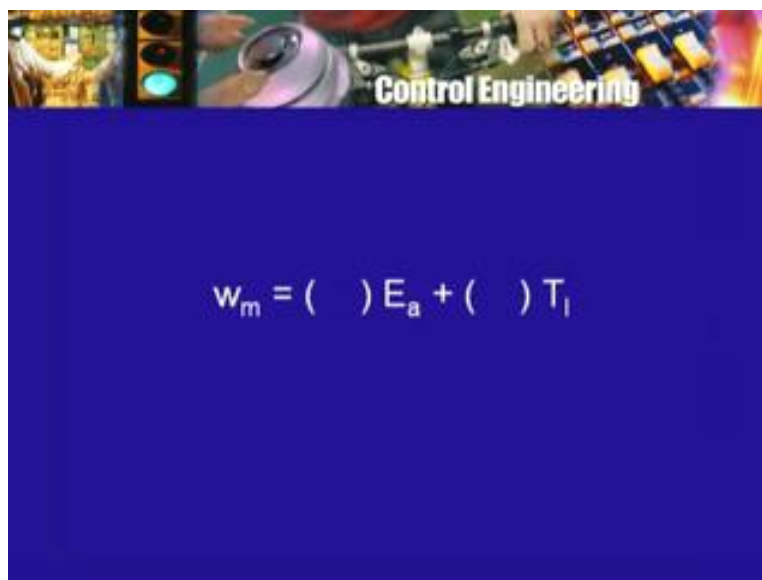 Control Engineering
wₘ = ( ) Eₐ + ( ) Tₗ